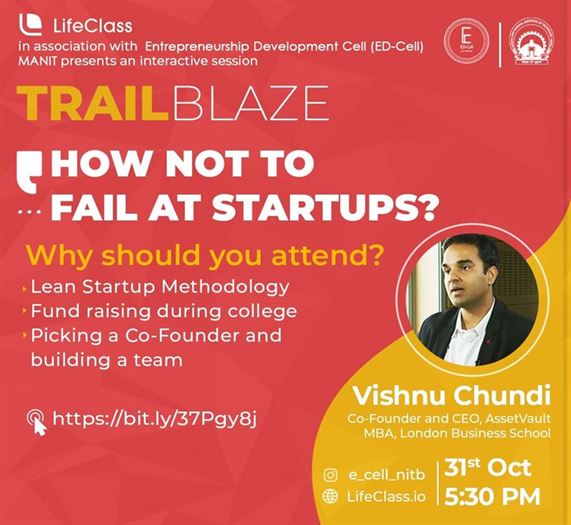 LifeClass
in association with Entrepreneurship Development Cell (ED-Cell)
MANIT presents an interactive session
TRAILBLAZE
HOW NOT TO
... FAIL AT STARTUPS?
Why should you attend?
Lean Startup Methodology
Fund raising during college
Picking a Co-Founder and
building a team
https://bit.ly/37Pgy8j
Vishnu Chundi
Co-Founder and CEO, AssetVault
MBA, London Business School
e_cell_nitb
LifeClass.io
31st Oct
5:30 PM